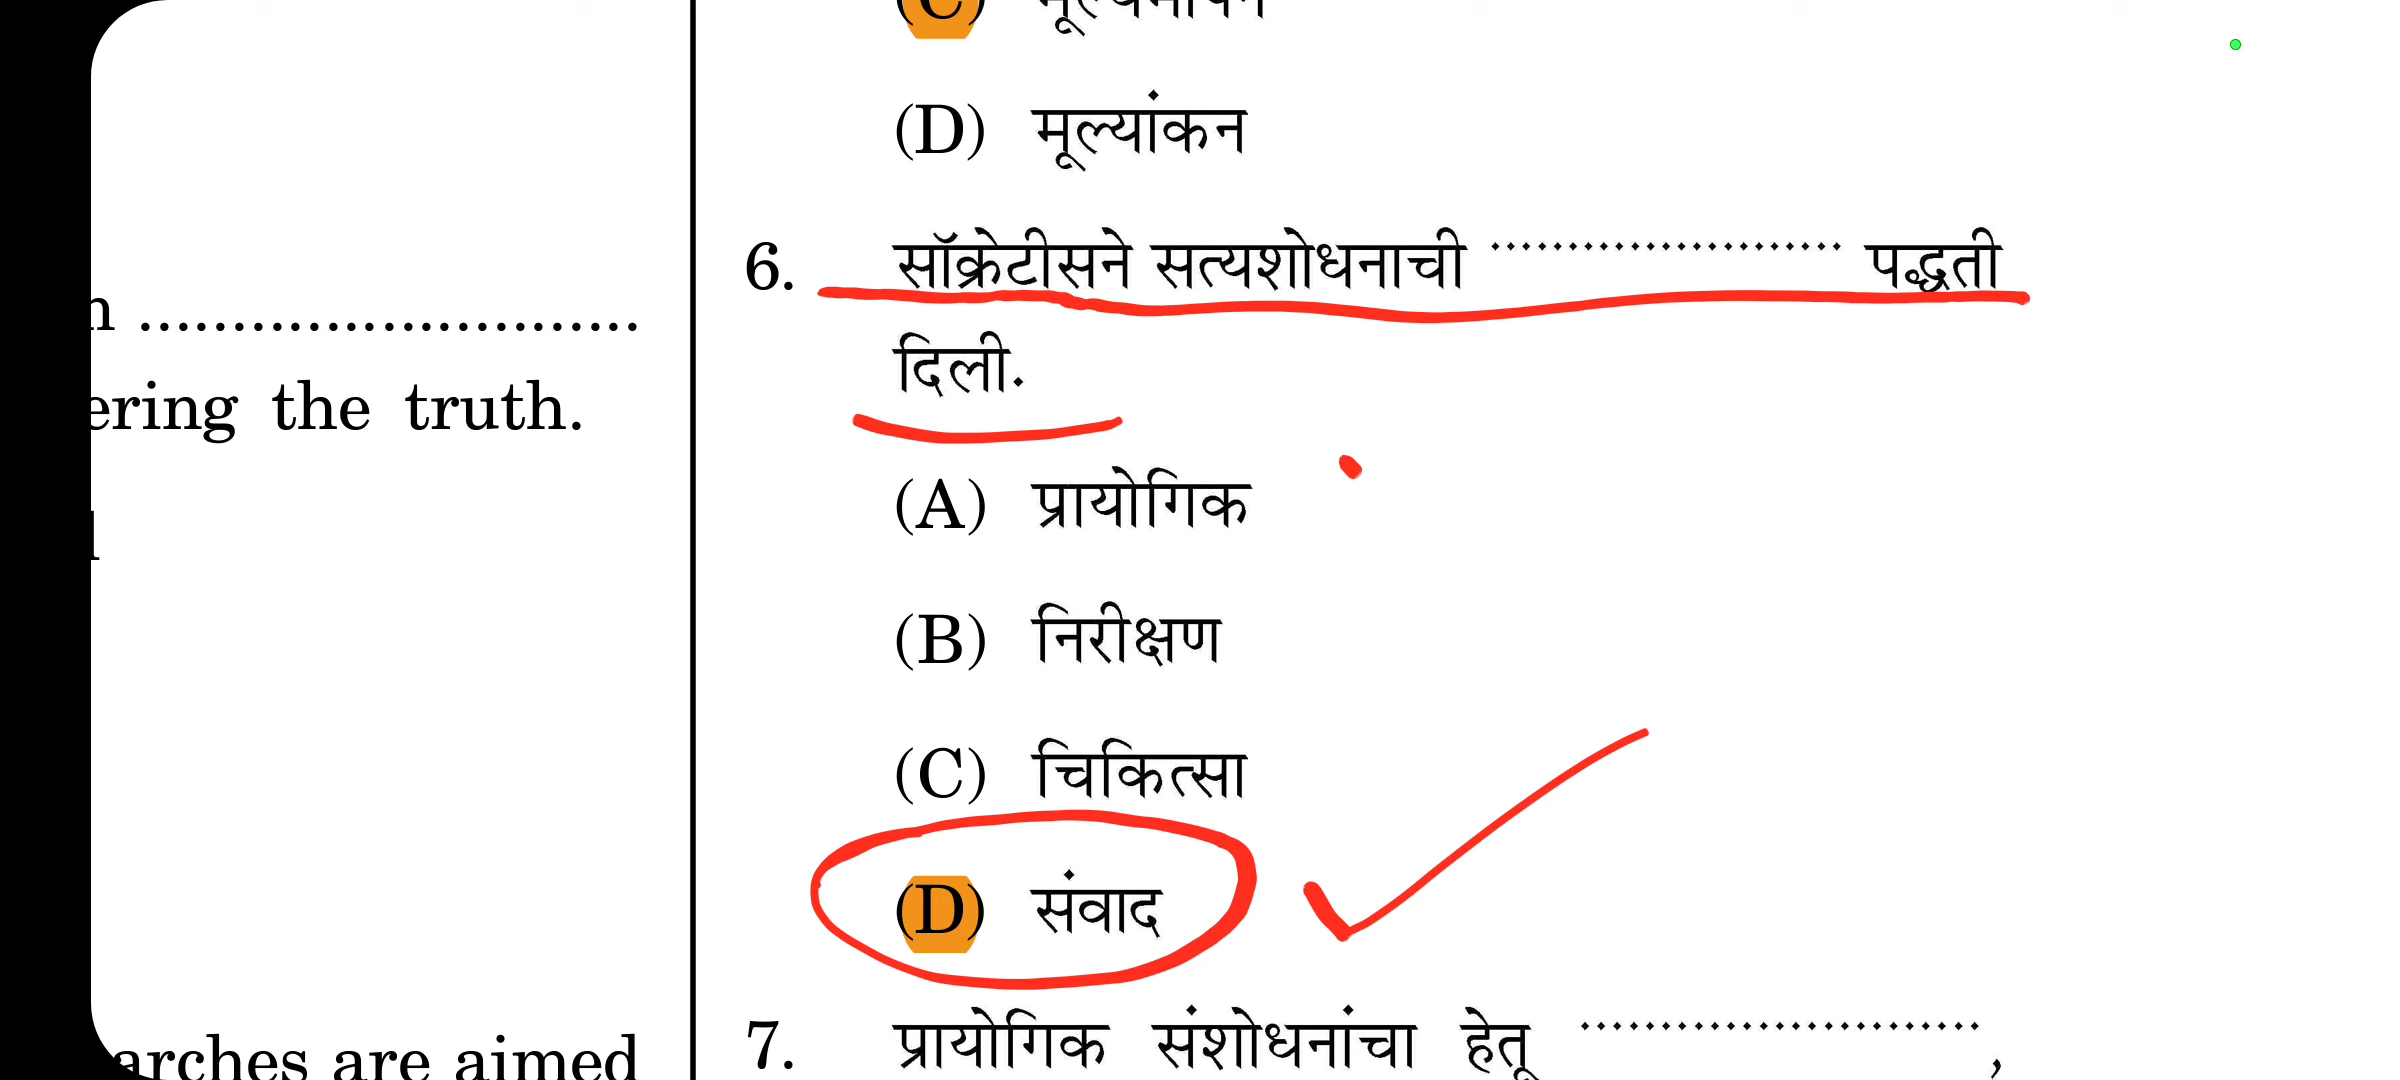 (C)
(D) मूल्यांकन
6. सॉक्रेटीसने सत्यशोधनाची ..................... पद्धती
दिली.
(A) प्रायोगिक
(B) निरीक्षण
(C) चिकित्सा
(D) संवाद
7. प्रायोगिक संशोधनांचा हेतू ........................ ,
...........................
ering the truth.
arches are aimed